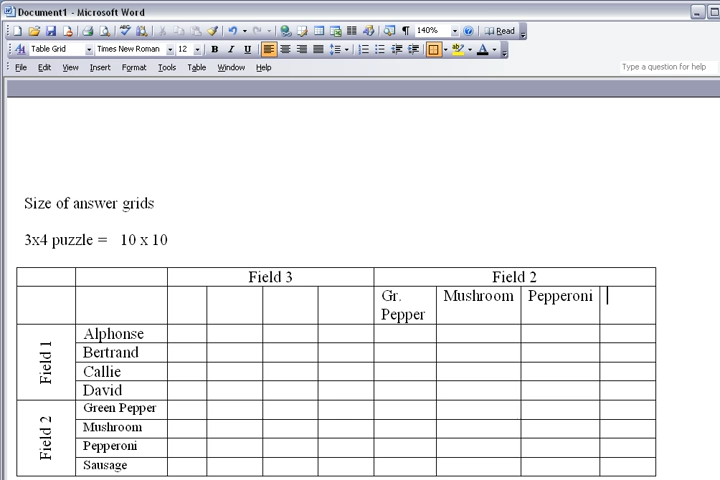 Document1 - Microsoft Word
140%
Read
Table Grid
Times New Roman
12
B I U
File Edit View Insert Format Tools Table Window Help
Type a question for help
Size of answer grids
3x4 puzzle = 10 x 10
Field 3
Field 2
Gr. Pepper
Mushroom
Pepperoni
Field 1
Alphonse
Bertrand
Callie
David
Field 2
Green Pepper
Mushroom
Pepperoni
Sausage